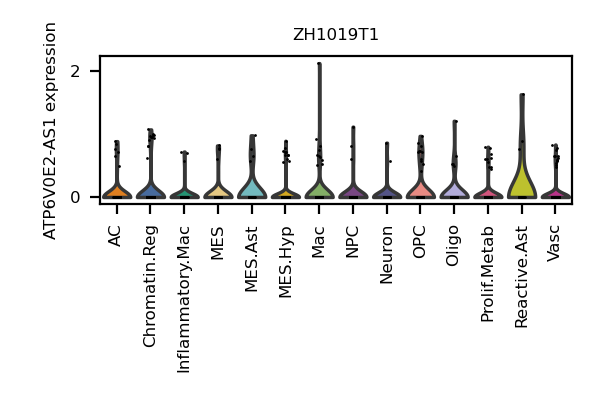 ZH1019T1
ATP6V0E2-AS1 expression
2
0
AC
Chromatin.Reg
Inflammatory.Mac
MES
MES.Ast
MES.Hyp
Mac
NPC
Neuron
OPC
Oligo
Prolif.Metab
Reactive.Ast
Vasc